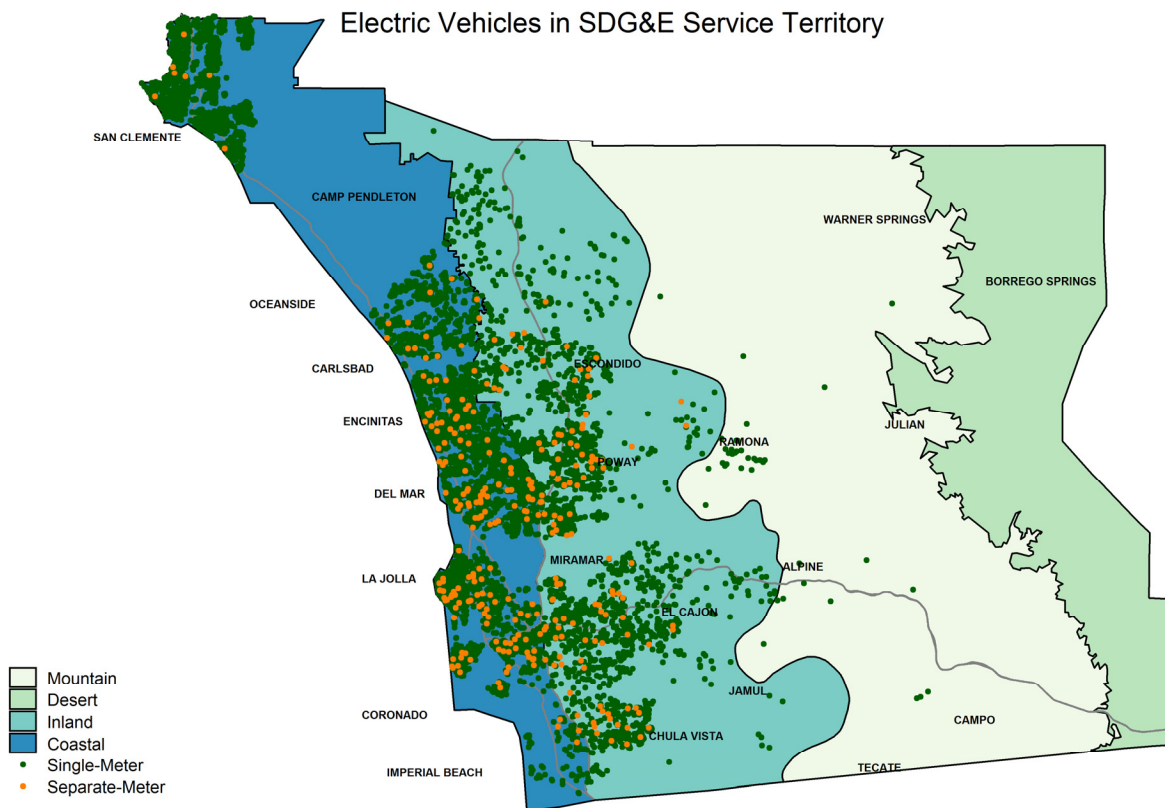 Electric Vehicles in SDG&E Service Territory
SAN CLEMENTE
CAMP PENDLETON
WARNER SPRINGS
BORREGO SPRINGS
OCEANSIDE
CARLSBAD
ESCONDIDO
ENCINITAS
JULIAN
RAMONA
POWAY
DEL MAR
MIRAMAR
ALPINE
LA JOLLA
EL CAJON
JAMUL
CORONADO
CAMPO
CHULA VISTA
TECATE
IMPERIAL BEACH
Mountain
Desert
Inland
Coastal
Single-Meter
Separate-Meter